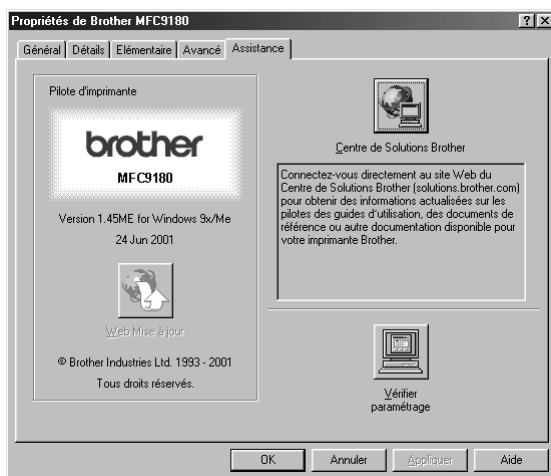 Propriétés de Brother MFC9180
Général
Détails
Elémentaire
Avancé
Assistance
Pilote d'imprimante
brother
MFC9180
Version 1.45ME for Windows 9x/Me
24 Jun 2001
Web Mise à jour
© Brother Industries Ltd. 1993 - 2001
Tous droits réservés.
Centre de Solutions Brother
Connectez-vous directement au site Web du
Centre de Solutions Brother (solutions.brother.com)
pour obtenir des informations actualisées sur les
pilotes des guides d'utilisation, des documents de
référence ou autre documentation disponible pour
votre imprimante Brother.
Vérifier
paramétrage
OK
Annuler
Appliquer
Aide